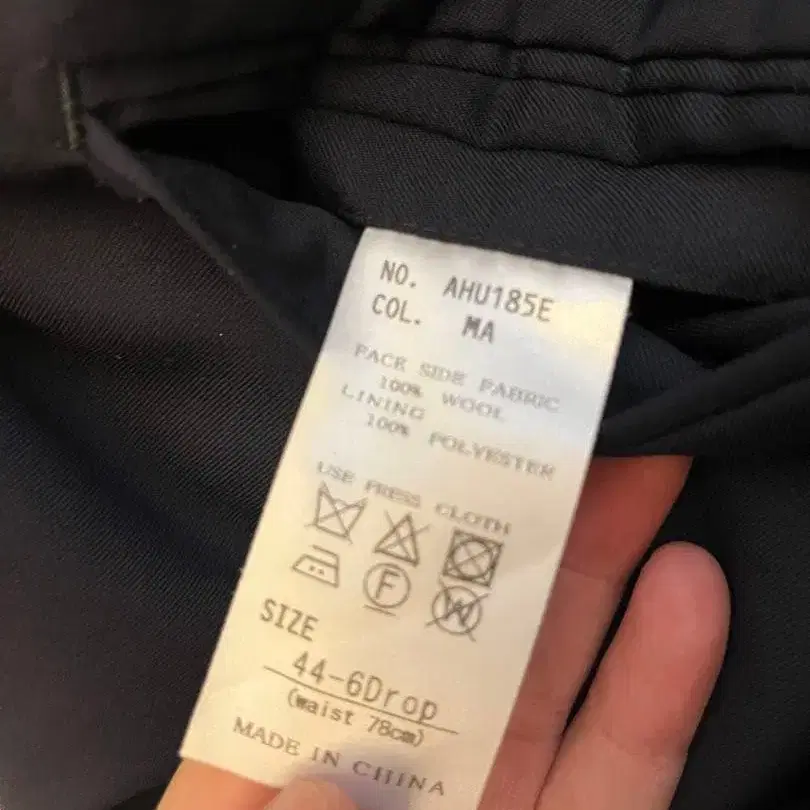 NO. AHU185E
COL. MA
FACE SIDE FABRIC
100% WOOL
LINING
100% POLYESTER
USE PRESS CLOTH
F
W
SIZE
44-6Drop
(waist 78cm)
MADE IN CHINA